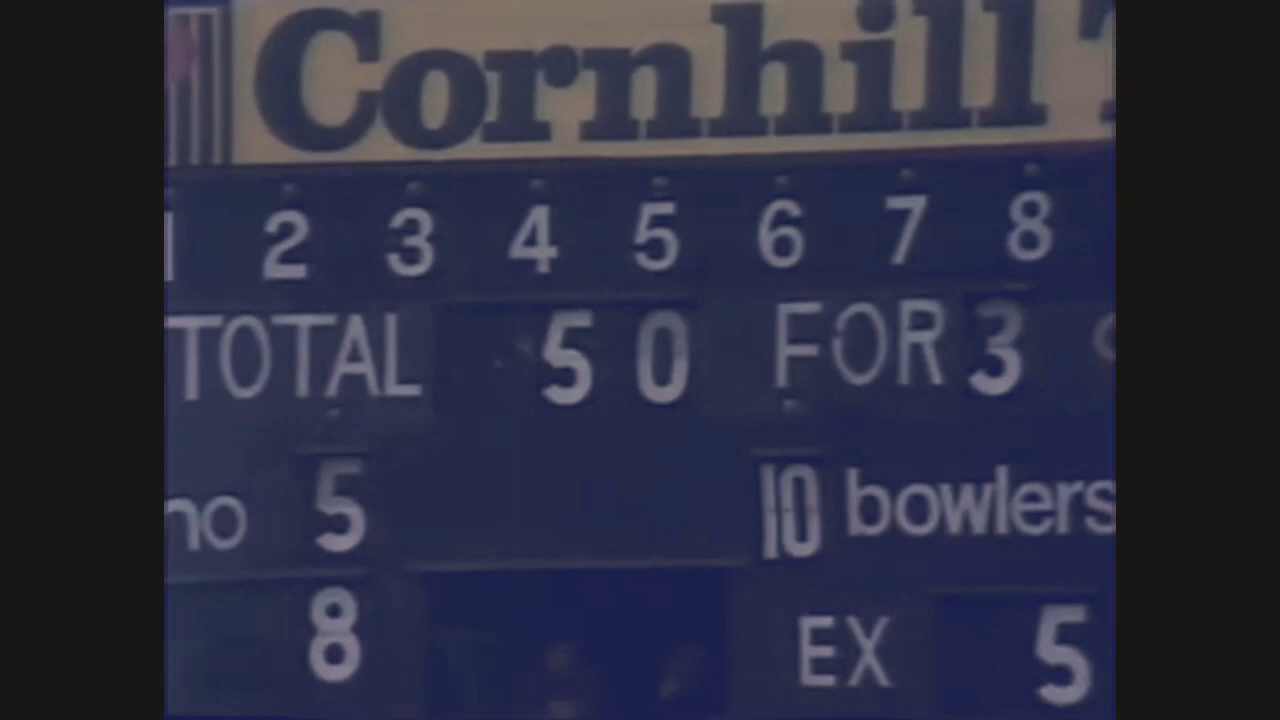 Cornhill T
1 2 3 4 5 6 7 8
TOTAL 50 FOR 3
no 5 10 bowlers
8 EX 5